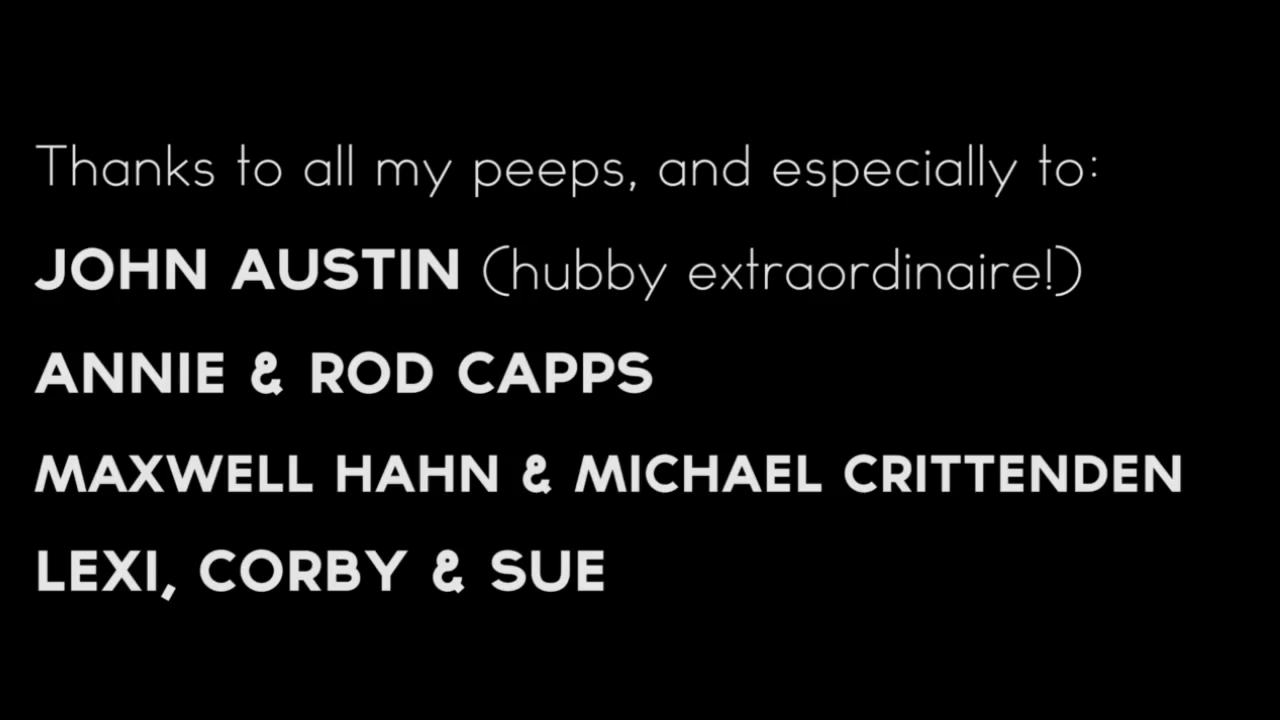 Thanks to all my peeps, and especially to:
JOHN AUSTIN (hubby extraordinaire!)
ANNIE & ROD CAPPS
MAXWELL HAHN & MICHAEL CRITTENDEN
LEXI, CORBY & SUE